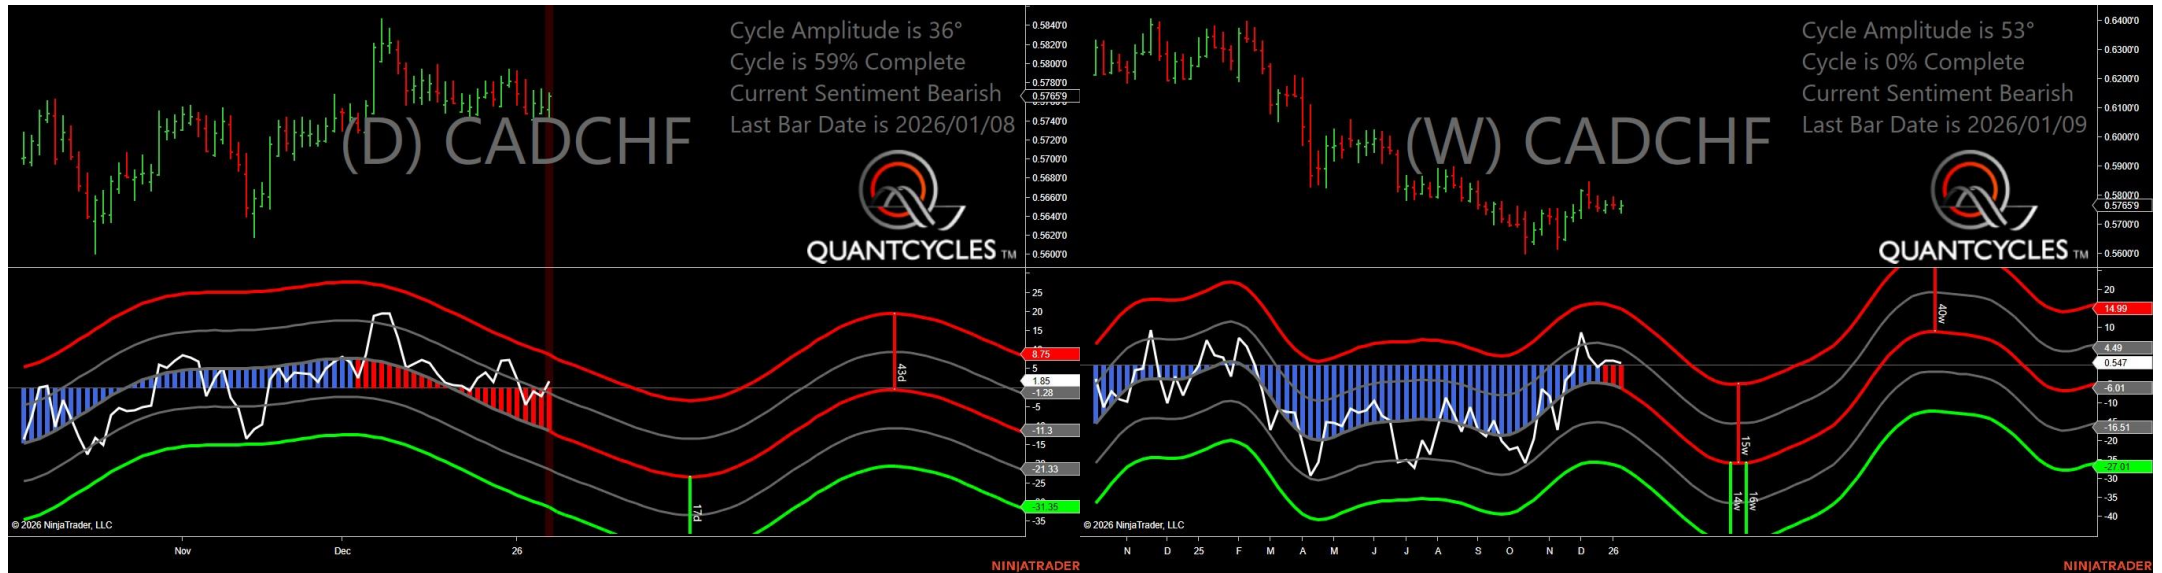 Cycle Amplitude is 36°
Cycle is 59% Complete
Current Sentiment Bearish
Last Bar Date is 2026/01/08
(D) CADCHF
QUANTCYCLES TM
0.5840'0
0.5820'0
0.5800'0
0.5780'0
0.5765'9
0.5740'0
0.5720'0
0.5700'0
0.5680'0
0.5660'0
0.5640'0
0.5620'0
0.5600'0
25
20
15
8.75
5
1.85
-1.28
-5
-11.3
-15
-21.33
-25
-31.35
-35
43d
17d
© 2026 NinjaTrader, LLC
Nov
Dec
26
NINJATRADER
Cycle Amplitude is 53°
Cycle is 0% Complete
Current Sentiment Bearish
Last Bar Date is 2026/01/09
(W) CADCHF
QUANTCYCLES TM
0.6400'0
0.6300'0
0.6200'0
0.6100'0
0.6000'0
0.5900'0
0.5800'0
0.5765'9
0.5700'0
0.5600'0
20
14.99
10
4.49
0.547
-6.01
-10
-16.51
-20
-27.01
-30
-35
-40
40w
15w
14w
16w
© 2026 NinjaTrader, LLC
N
D
25
F
M
A
M
J
J
A
S
O
N
D
26
NINJATRADER